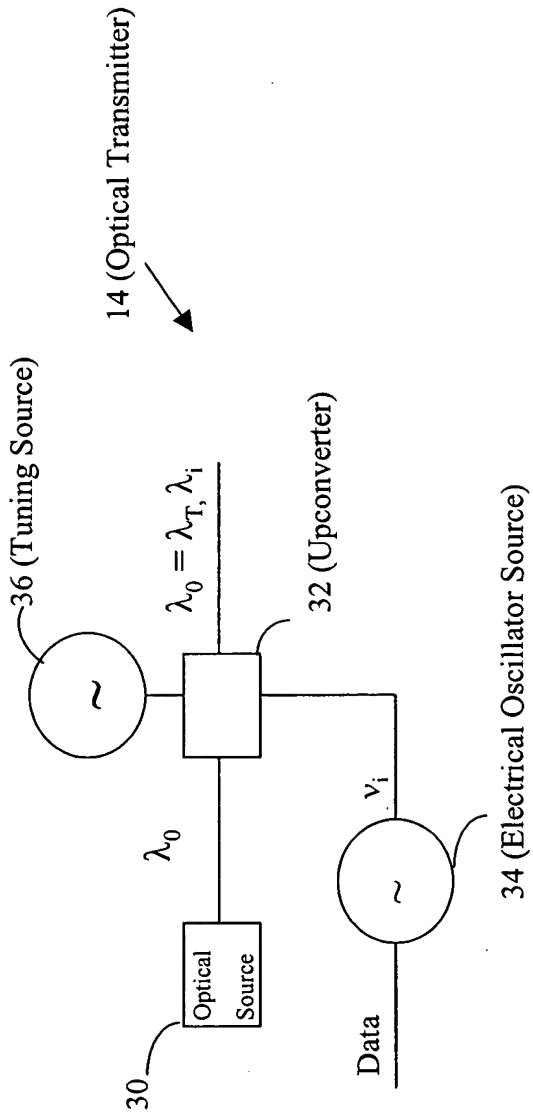 14 (Optical Transmitter)
36 (Tuning Source)
~
λ0
λ0 = λT, λi
32 (Upconverter)
30
Optical
Source
νi
~
Data
34 (Electrical Oscillator Source)